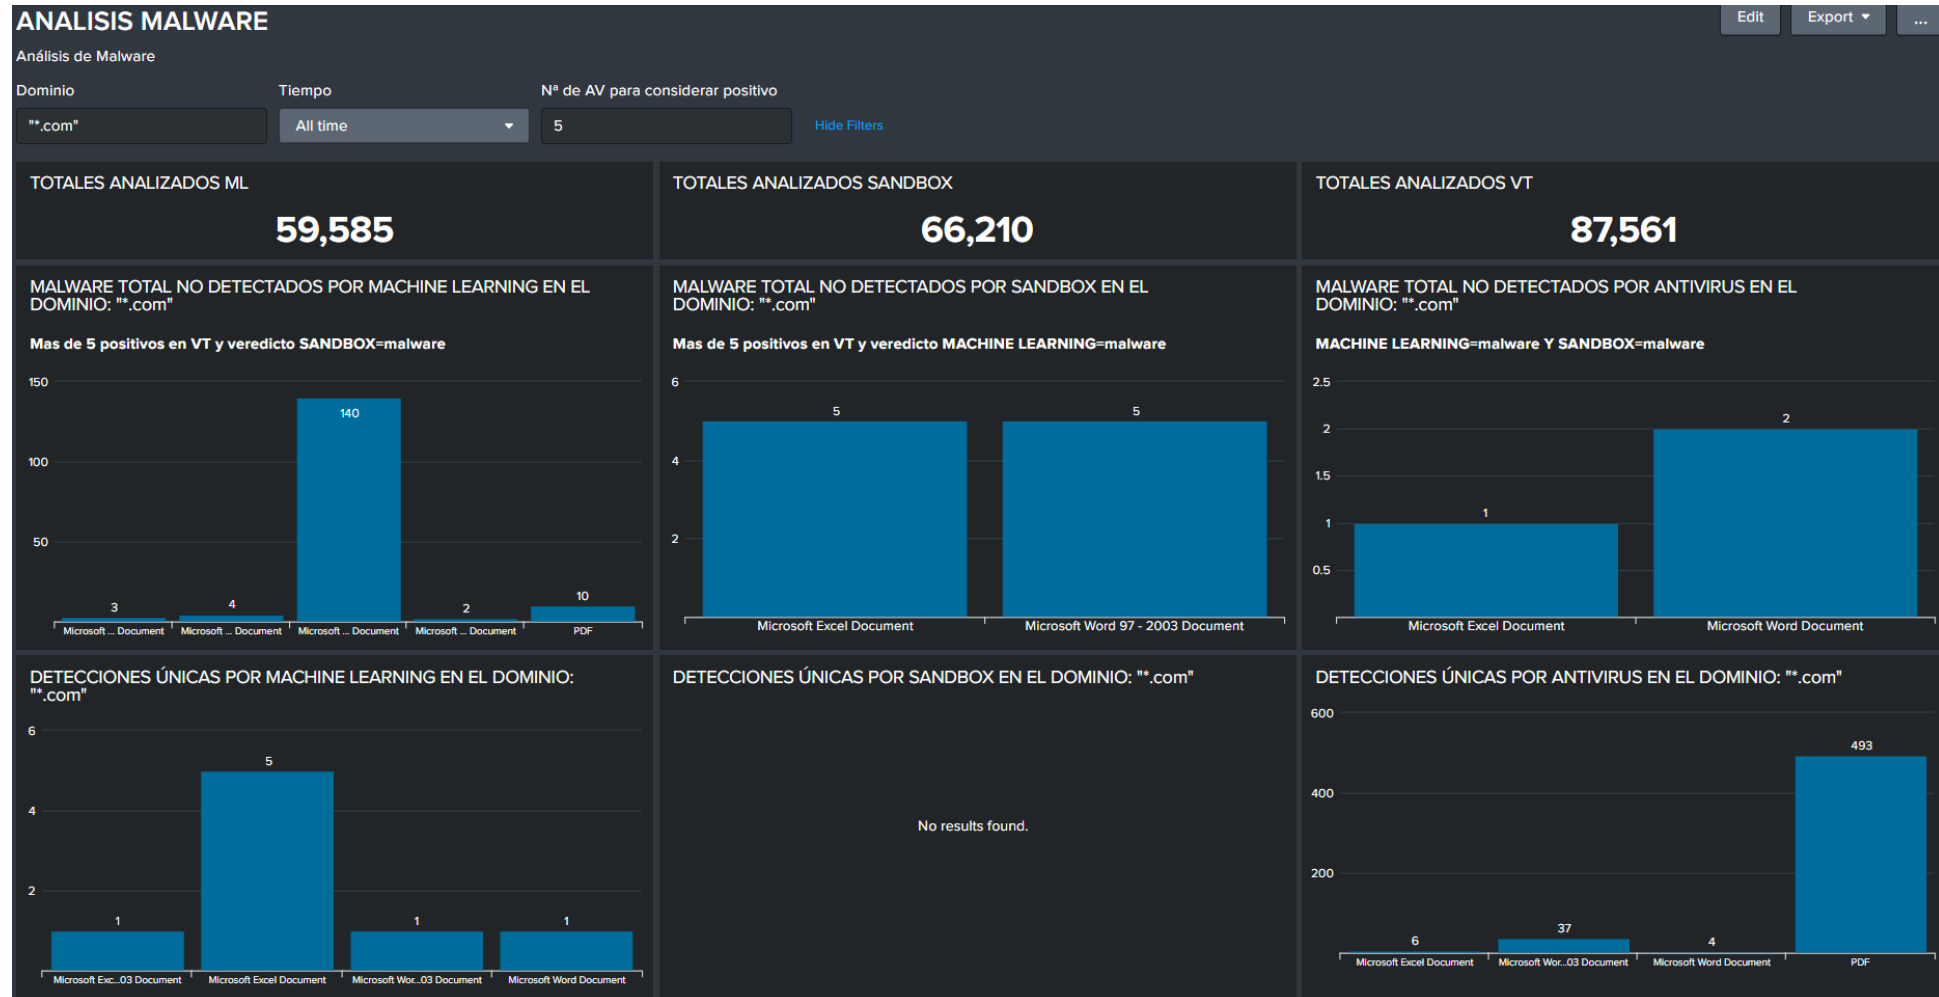 ANALISIS MALWARE
Edit
Export
...
Análisis de Malware
Dominio
Tiempo
Nª de AV para considerar positivo
"*.com"
All time
5
Hide Filters
TOTALES ANALIZADOS ML
59,585
TOTALES ANALIZADOS SANDBOX
66,210
TOTALES ANALIZADOS VT
87,561
MALWARE TOTAL NO DETECTADOS POR MACHINE LEARNING EN EL
DOMINIO: "*.com"
Mas de 5 positivos en VT y veredicto SANDBOX=malware
150
100
50
3
4
140
2
10
Microsoft ... Document
Microsoft ... Document
Microsoft ... Document
Microsoft ... Document
PDF
MALWARE TOTAL NO DETECTADOS POR SANDBOX EN EL
DOMINIO: "*.com"
Mas de 5 positivos en VT y veredicto MACHINE LEARNING=malware
6
4
2
5
5
Microsoft Excel Document
Microsoft Word 97 - 2003 Document
MALWARE TOTAL NO DETECTADOS POR ANTIVIRUS EN EL
DOMINIO: "*.com"
MACHINE LEARNING=malware Y SANDBOX=malware
2.5
2
1.5
1
0.5
1
2
Microsoft Excel Document
Microsoft Word Document
DETECCIONES ÚNICAS POR MACHINE LEARNING EN EL DOMINIO:
"*.com"
6
4
2
1
5
1
1
Microsoft Exc...03 Document
Microsoft Excel Document
Microsoft Wor...03 Document
Microsoft Word Document
DETECCIONES ÚNICAS POR SANDBOX EN EL DOMINIO: "*.com"
No results found.
DETECCIONES ÚNICAS POR ANTIVIRUS EN EL DOMINIO: "*.com"
600
400
200
6
37
4
493
Microsoft Excel Document
Microsoft Wor...03 Document
Microsoft Word Document
PDF